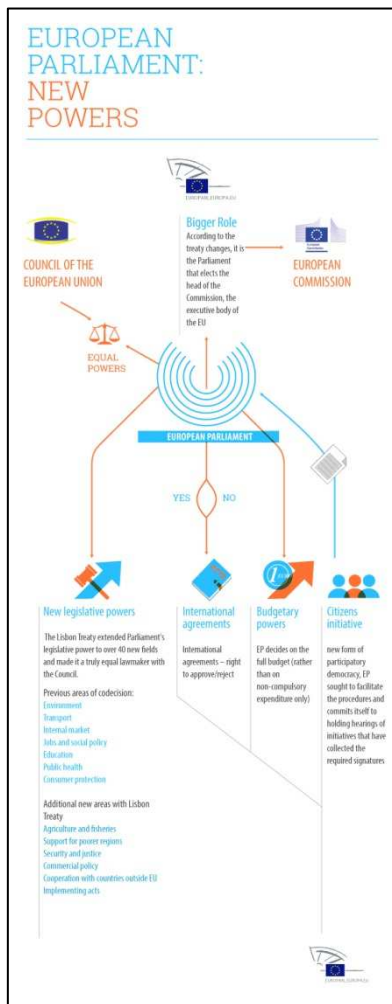 EUROPEAN
PARLIAMENT:
NEW
POWERS
EUROPARL.EUROPA.EU
Bigger Role
According to the
treaty changes, it is
the Parliament
that elects the
head of the
Commission, the
executive body of
the EU
COUNCIL OF THE
EUROPEAN UNION
EUROPEAN
COMMISSION
EQUAL
POWERS
EUROPEAN PARLIAMENT
YES
NO
New legislative powers
The Lisbon Treaty extended Parliament's
legislative power to over 40 new fields
and made it a truly equal lawmaker with
the Council.
Previous areas of codecision:
Environment
Transport
Internal market
Jobs and social policy
Education
Public health
Consumer protection
Additional new areas with Lisbon
Treaty
Agriculture and fisheries
Support for poorer regions
Security and justice
Commercial policy
Cooperation with countries outside EU
Implementing acts
International
agreements
International
agreements – right
to approve/reject
Budgetary
powers
EP decides on the
full budget (rather
than on
non-compulsory
expenditure only)
Citizens
initiative
new form of
participatory
democracy, EP
sought to facilitate
the procedures and
commits itself to
holding hearings of
initiatives that have
collected the
required signatures
EUROPARL.EUROPA.EU